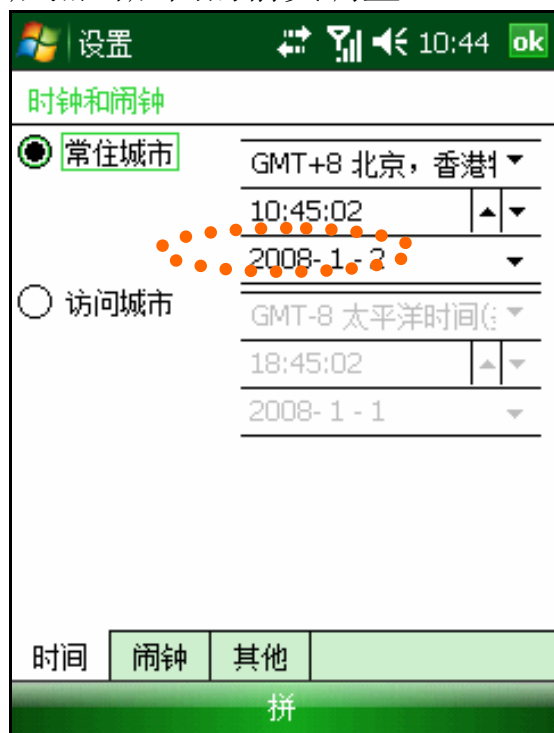 设置 10:44 ok
时钟和闹钟
常住城市
GMT+8 北京，香港
10:45:02
2008- 1 - 2
访问城市
GMT-8 太平洋时间(
18:45:02
2008- 1 - 1
时间 闹钟 其他
拼